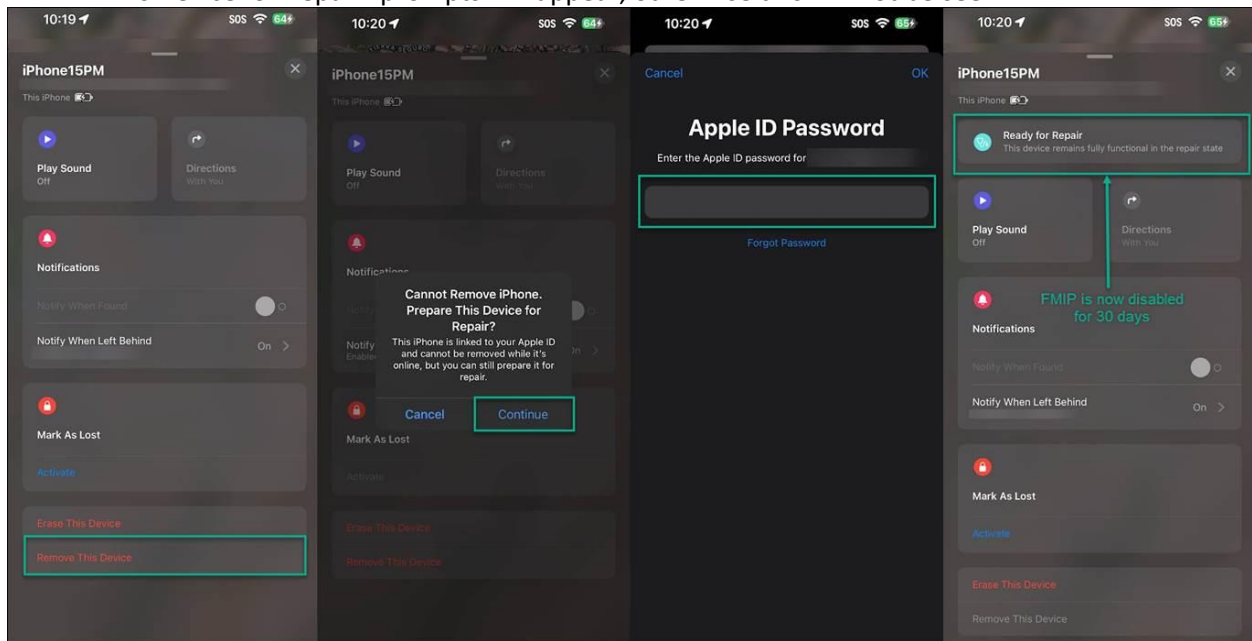 10:19
SOS
64
iPhone15PM
This iPhone
Play Sound
Off
Directions
With You
Notifications
Notify When Found
Notify When Left Behind
On
Mark As Lost
Activate
Erase This Device
Remove This Device
10:20
SOS
64
iPhone15PM
This iPhone
Play Sound
Off
Directions
With You
Notifications
Cannot Remove iPhone.
Prepare This Device for
Repair?
This iPhone is linked to your Apple ID
and cannot be removed while it's
online, but you can still prepare it for
repair.
Cancel
Continue
Notify
On
Mark As Lost
Activate
Erase This Device
Remove This Device
10:20
SOS
65
Cancel
OK
Apple ID Password
Enter the Apple ID password for
Forgot Password
10:20
SOS
65
iPhone15PM
This iPhone
Ready for Repair
This device remains fully functional in the repair state
Play Sound
Off
Directions
With You
FMIP is now disabled
for 30 days
Notifications
Notify When Found
Notify When Left Behind
On
Mark As Lost
Activate
Erase This Device
Remove This Device